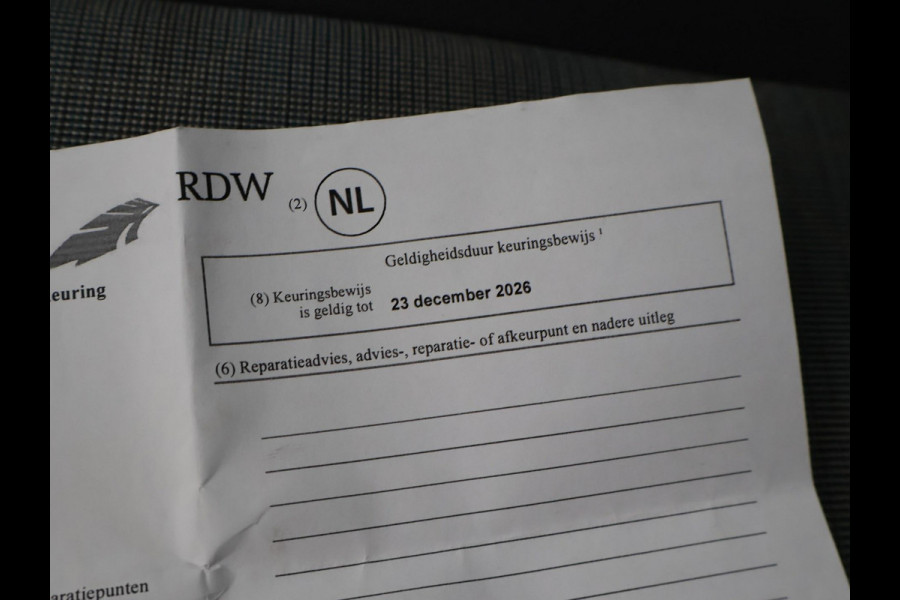 RDW (2) NL
Geldigheidsduur keuringsbewijs ¹
(8) Keuringsbewijs
is geldig tot 23 december 2026
euring
(6) Reparatieadvies, advies-, reparatie- of afkeurpunt en nadere uitleg
aratiepunten